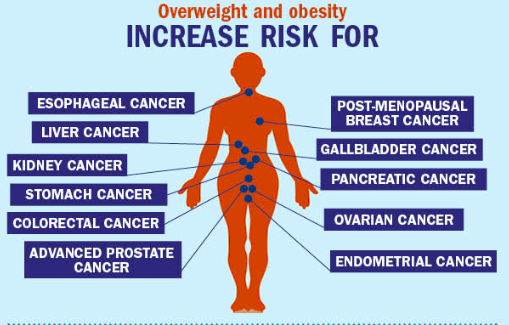 Overweight and obesity
INCREASE RISK FOR
ESOPHAGEAL CANCER
LIVER CANCER
KIDNEY CANCER
STOMACH CANCER
COLORECTAL CANCER
ADVANCED PROSTATE
CANCER
POST-MENOPAUSAL
BREAST CANCER
GALLBLADDER CANCER
PANCREATIC CANCER
OVARIAN CANCER
ENDOMETRIAL CANCER